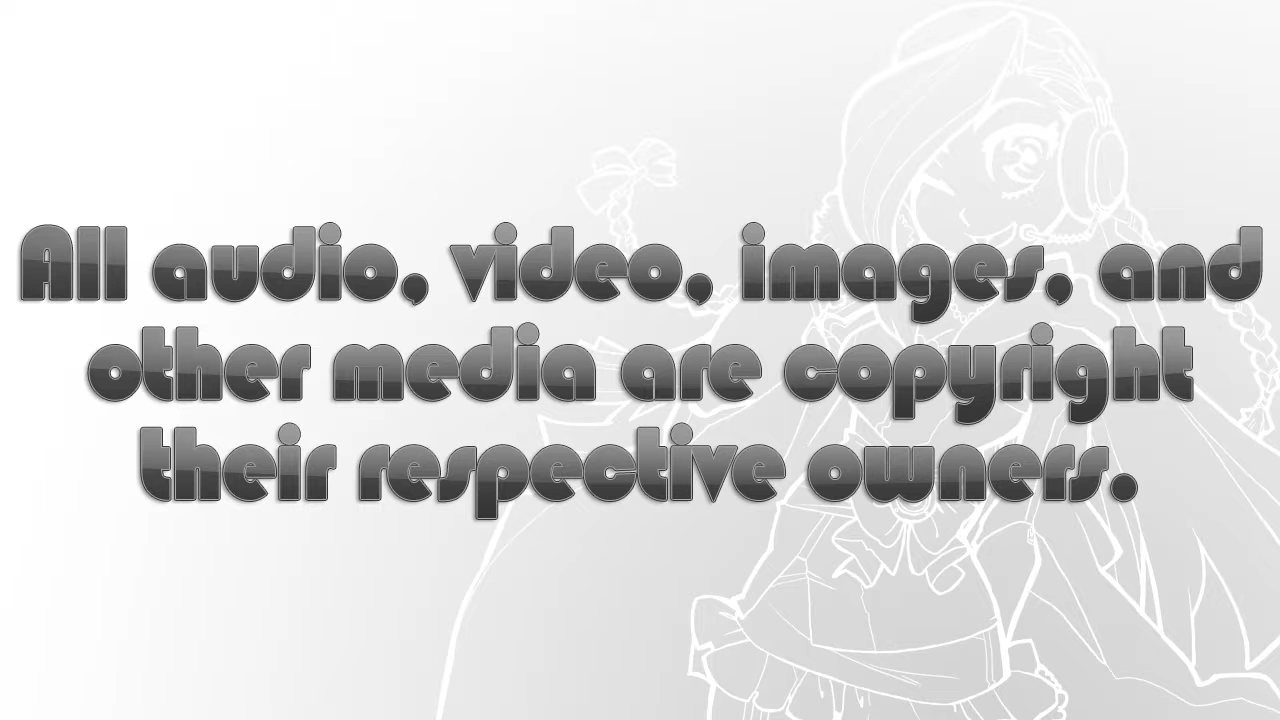 All audio, video, images, and
other media are copyright
their respective owners.